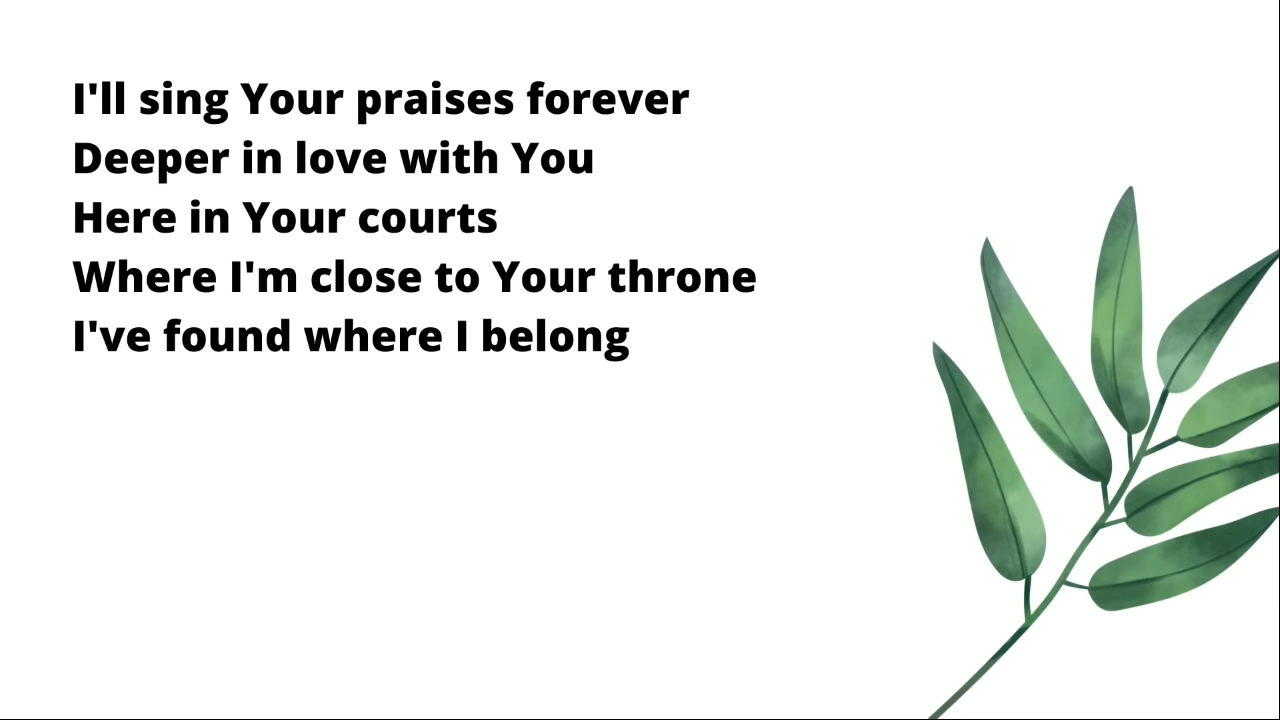 I'll sing Your praises forever
Deeper in love with You
Here in Your courts
Where I'm close to Your throne
I've found where I belong